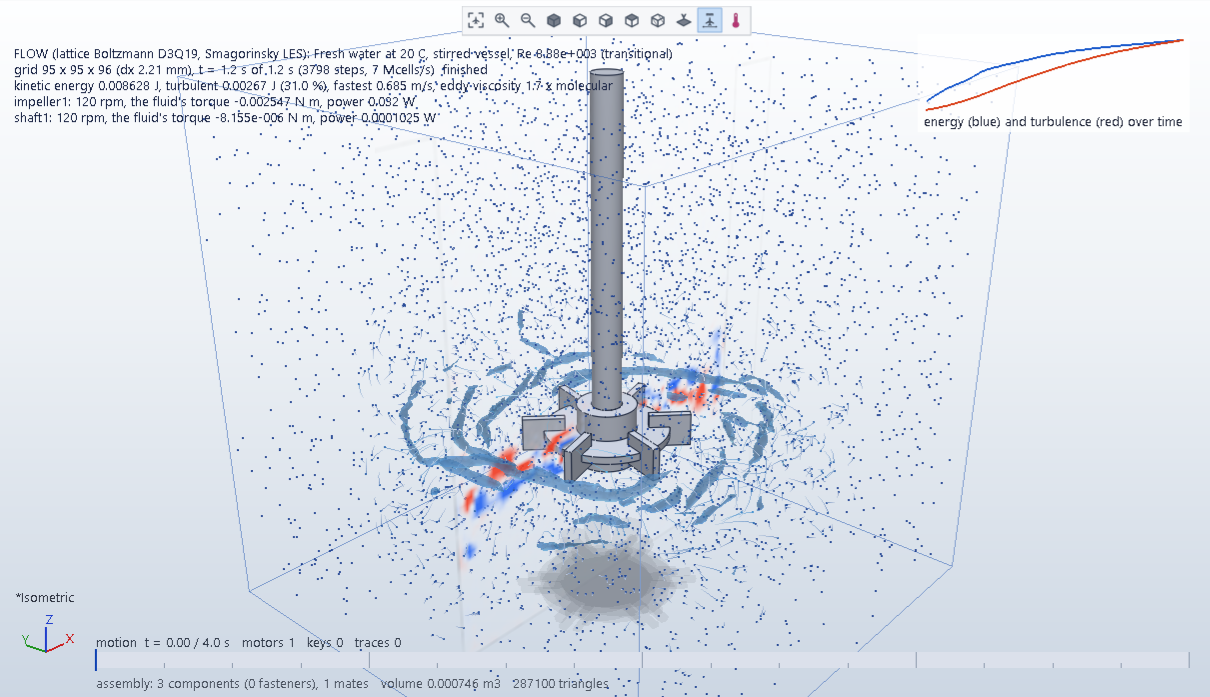 FLOW (lattice Boltzmann D3Q19, Smagorinsky LES): Fresh water at 20 C, stirred vessel, Re 8.88e+003 (transitional)
grid 95 x 95 x 96 (dx 2.21 mm), t = 1.2 s of 1.2 s (3798 steps, 7 Mcells/s) finished
kinetic energy 0.008628 J, turbulent 0.00267 J (31.0 %), fastest 0.685 m/s, eddy viscosity 1.7 x molecular
impeller1: 120 rpm, the fluid's torque -0.002547 N m, power 0.032 W
shaft1: 120 rpm, the fluid's torque -8.155e-006 N m, power 0.0001025 W
energy (blue) and turbulence (red) over time
*Isometric
Z
Y
X
motion t = 0.00 / 4.0 s motors 1 keys 0 traces 0
assembly: 3 components (0 fasteners), 1 mates volume 0.000746 m3 287100 triangles